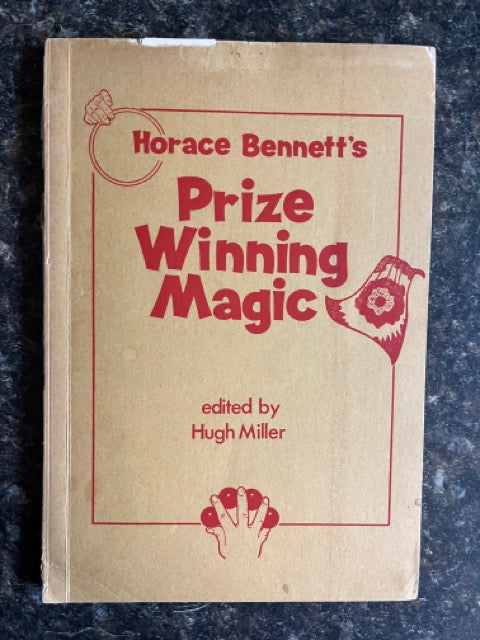 Horace Bennett's
Prize
Winning
Magic
edited by
Hugh Miller